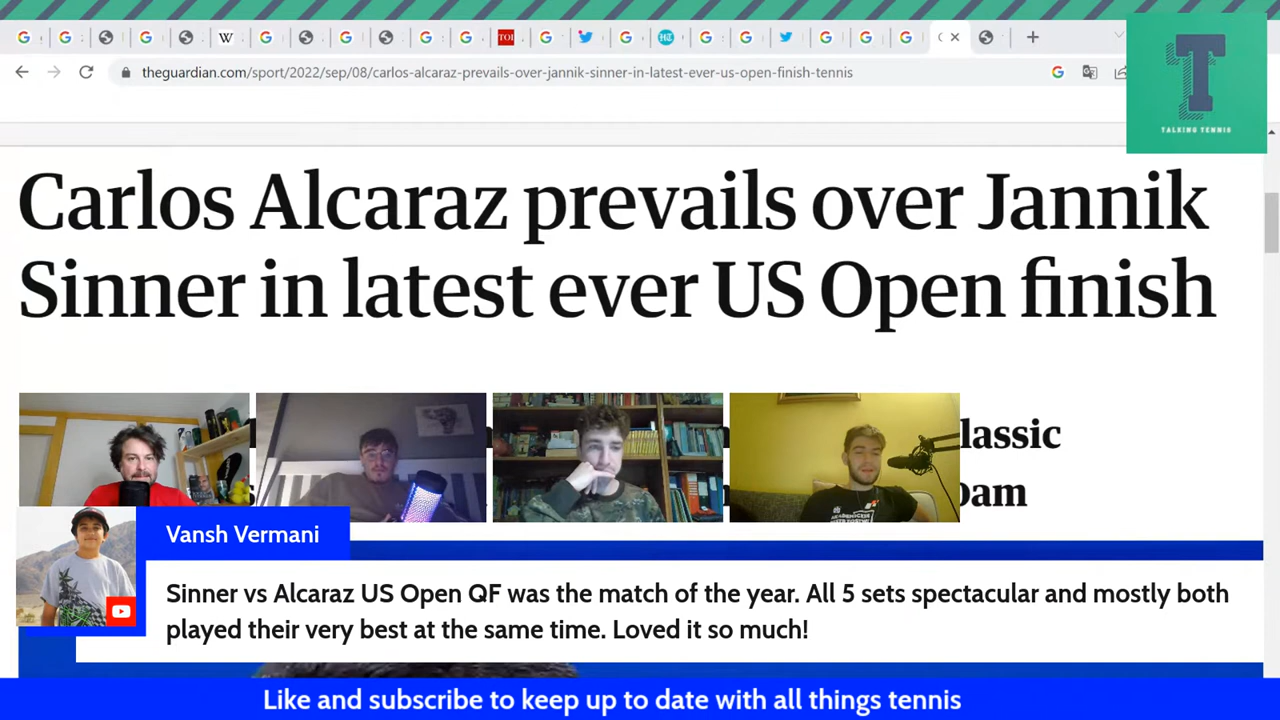 W
TOI
HT
theguardian.com/sport/2022/sep/08/carlos-alcaraz-prevails-over-jannik-sinner-in-latest-ever-us-open-finish-tennis
T
TALKING TENNIS
Carlos Alcaraz prevails over Jannik
Sinner in latest ever US Open finish
classic
Vansh Vermani
Sinner vs Alcaraz US Open QF was the match of the year. All 5 sets spectacular and mostly both
played their very best at the same time. Loved it so much!
Like and subscribe to keep up to date with all things tennis